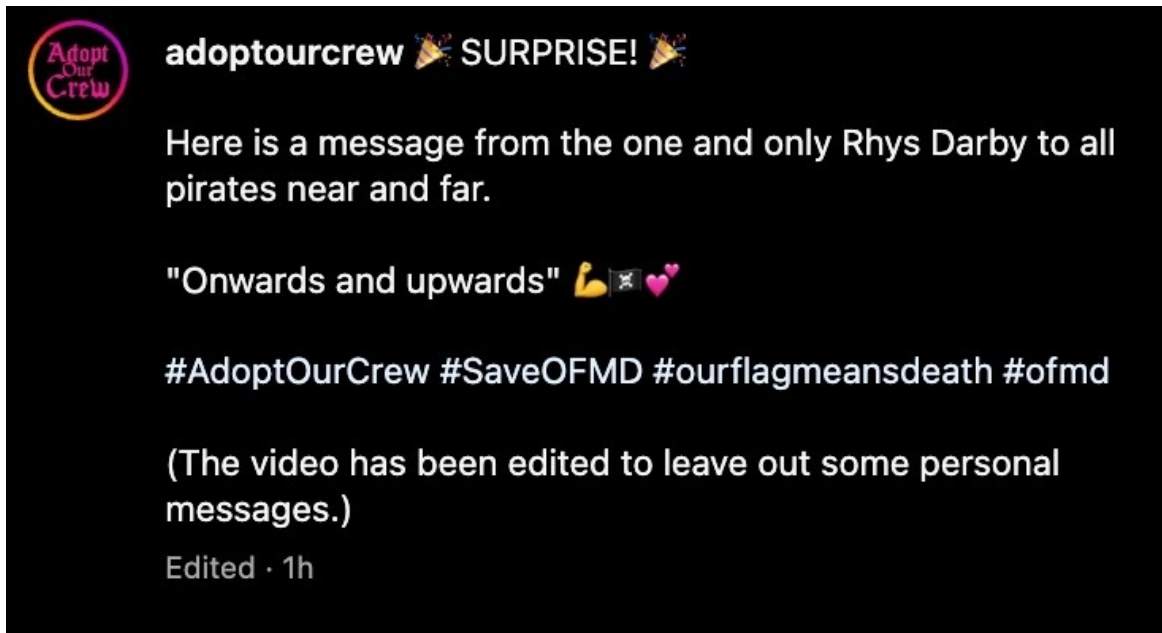 Adopt
Our
Crew
adoptourcrew 🎉 SURPRISE! 🎉
Here is a message from the one and only Rhys Darby to all
pirates near and far.
"Onwards and upwards" 💪🏴‍☠️💕
#AdoptOurCrew #SaveOFMD #ourflagmeansdeath #ofmd
(The video has been edited to leave out some personal
messages.)
Edited · 1h